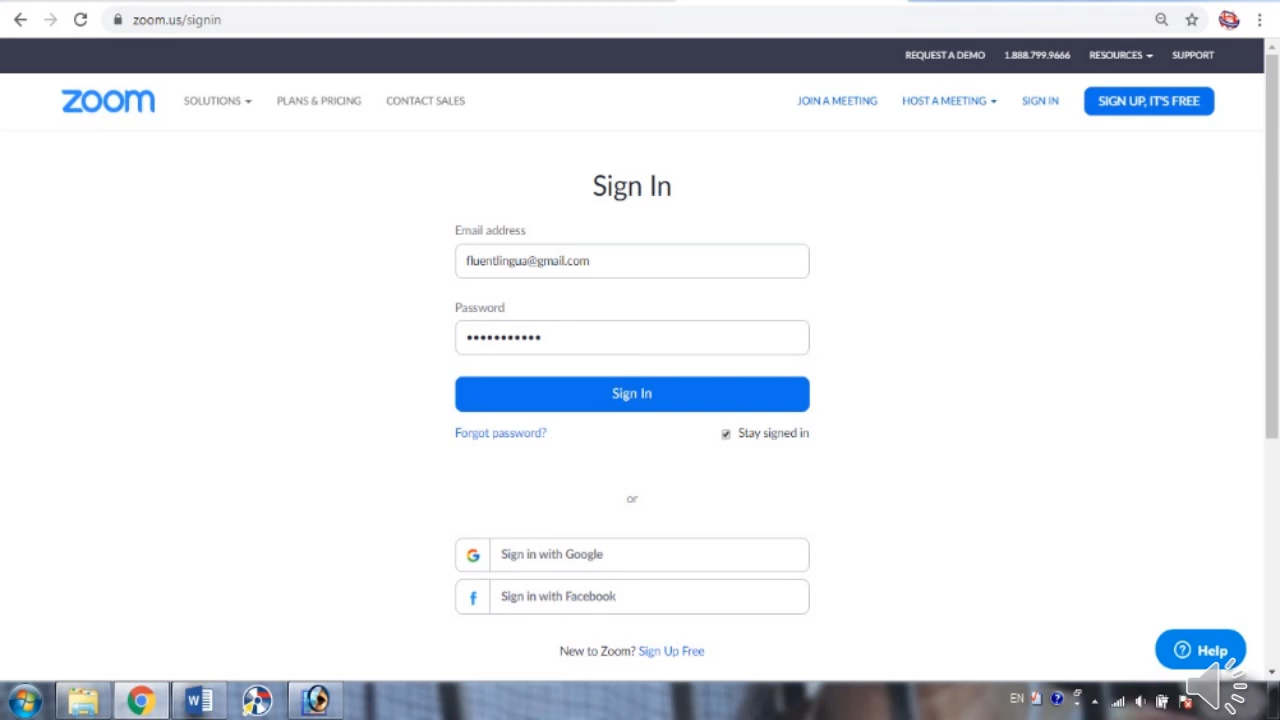 zoom.us/signin
REQUEST A DEMO 1.888.799.9666 RESOURCES SUPPORT
zoom SOLUTIONS PLANS & PRICING CONTACT SALES JOIN A MEETING HOST A MEETING SIGN IN SIGN UP, IT'S FREE
Sign In
Email address
fluentlingua@gmail.com
Password
•••••••••••
Sign In
Forgot password? Stay signed in
or
G Sign in with Google
f Sign in with Facebook
New to Zoom? Sign Up Free
? Help
W EN ?